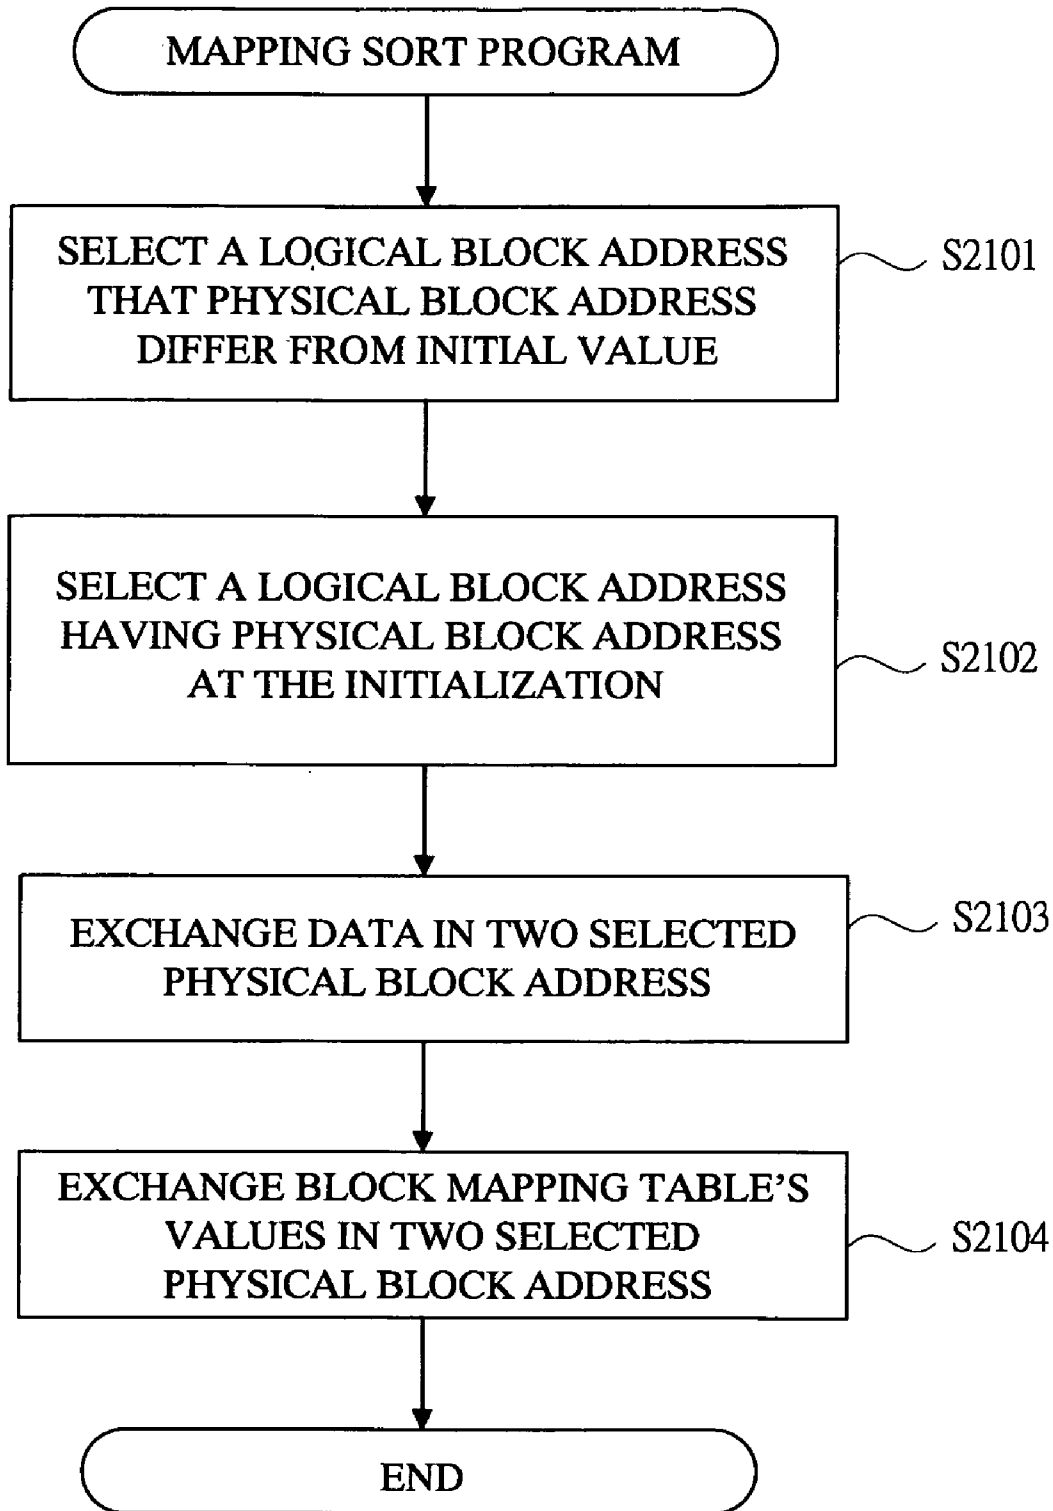 MAPPING SORT PROGRAM
SELECT A LOGICAL BLOCK ADDRESS
THAT PHYSICAL BLOCK ADDRESS
DIFFER FROM INITIAL VALUE
S2101
SELECT A LOGICAL BLOCK ADDRESS
HAVING PHYSICAL BLOCK ADDRESS
AT THE INITIALIZATION
S2102
EXCHANGE DATA IN TWO SELECTED
PHYSICAL BLOCK ADDRESS
S2103
EXCHANGE BLOCK MAPPING TABLE’S
VALUES IN TWO SELECTED
PHYSICAL BLOCK ADDRESS
S2104
END